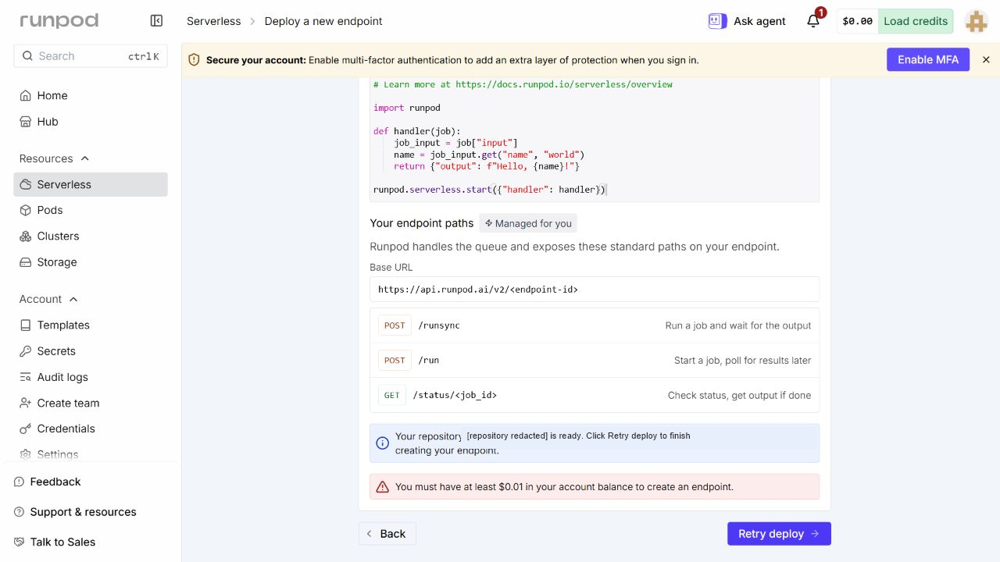 runpod
Serverless > Deploy a new endpoint
Ask agent
1
$0.00 Load credits
Search ctrl K
Secure your account: Enable multi-factor authentication to add an extra layer of protection when you sign in.
Enable MFA
Home
Hub
Resources
Serverless
Pods
Clusters
Storage
Account
Templates
Secrets
Audit logs
Create team
Credentials
Settings
Feedback
Support & resources
Talk to Sales
# Learn more at https://docs.runpod.io/serverless/overview
import runpod
def handler(job):
job_input = job["input"]
name = job_input.get("name", "world")
return {"output": f"Hello, {name}!"}
runpod.serverless.start({"handler": handler})
Your endpoint paths Managed for you
Runpod handles the queue and exposes these standard paths on your endpoint.
Base URL
https://api.runpod.ai/v2/<endpoint-id>
POST /runsync Run a job and wait for the output
POST /run Start a job, poll for results later
GET /status/<job_id> Check status, get output if done
Your repository [repository redacted] is ready. Click Retry deploy to finish
creating your endpoint.
You must have at least $0.01 in your account balance to create an endpoint.
Back
Retry deploy